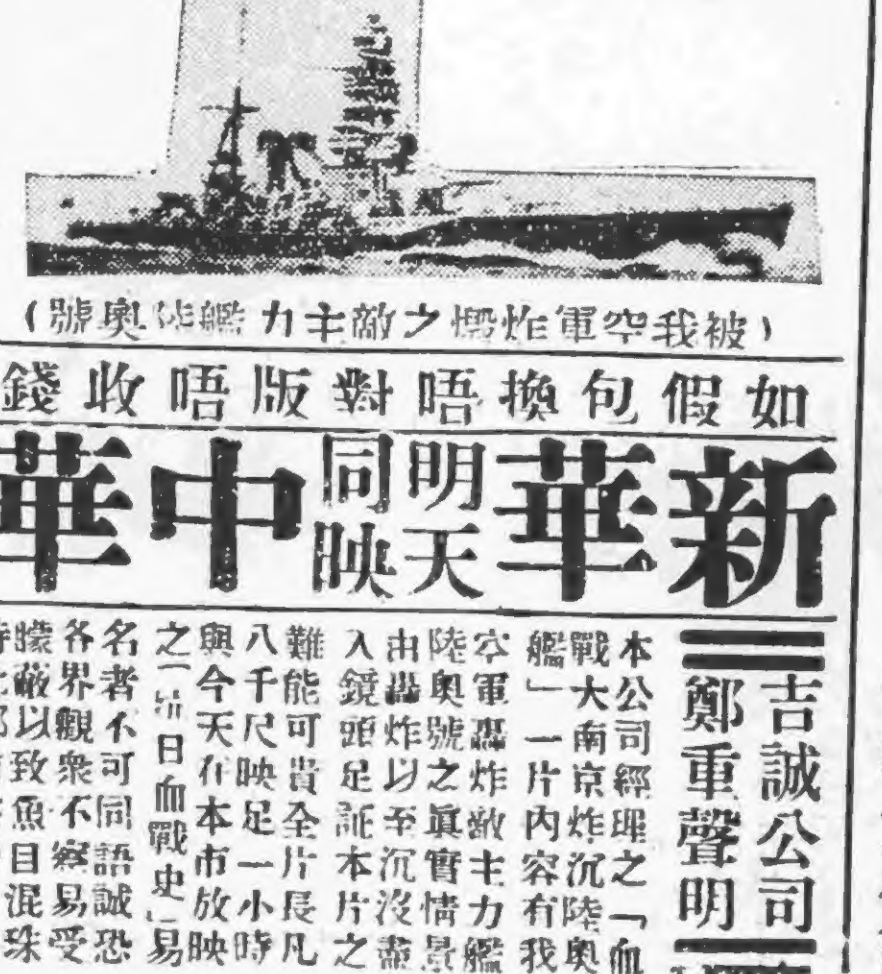 (被我空軍炸燬之敵主力艦陸奧號)
如假包換唔對版唔收錢
新華 明天同映 中華
吉誠公司
鄭重聲明
本公司經理之「血
戰大南京炸沉陸奧
艦」一片內容有我
空軍轟炸敵主力艦
陸奧號之眞實情景
由轟炸以至沉沒盡
入鏡頭足証本片之
難能可貴全片長凡
八千尺映足一小時
與今天在本市放映
之「抗日血戰史」易
名者不可同語誠恐
各界觀衆不察易受
矇蔽以致魚目混珠